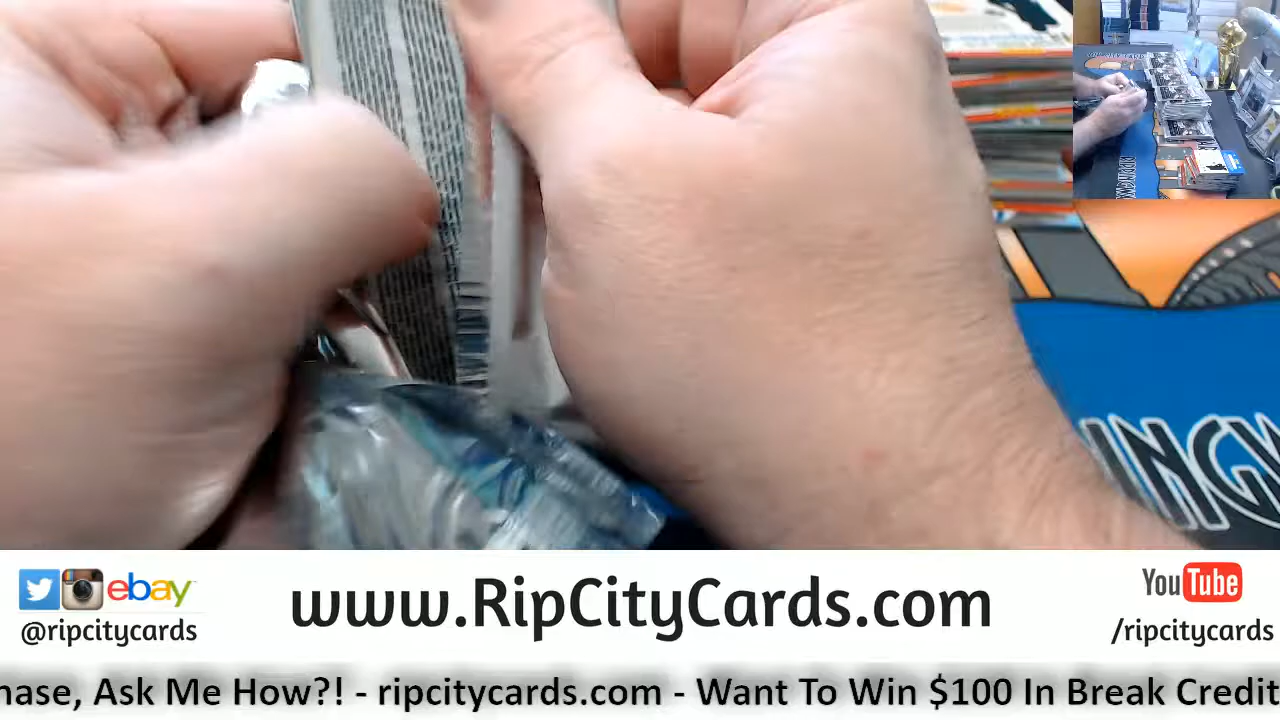 INGW
ebay
@ripcitycards
www.RipCityCards.com
YouTube
/ripcitycards
hase, Ask Me How?! - ripcitycards.com - Want To Win $100 In Break Credit